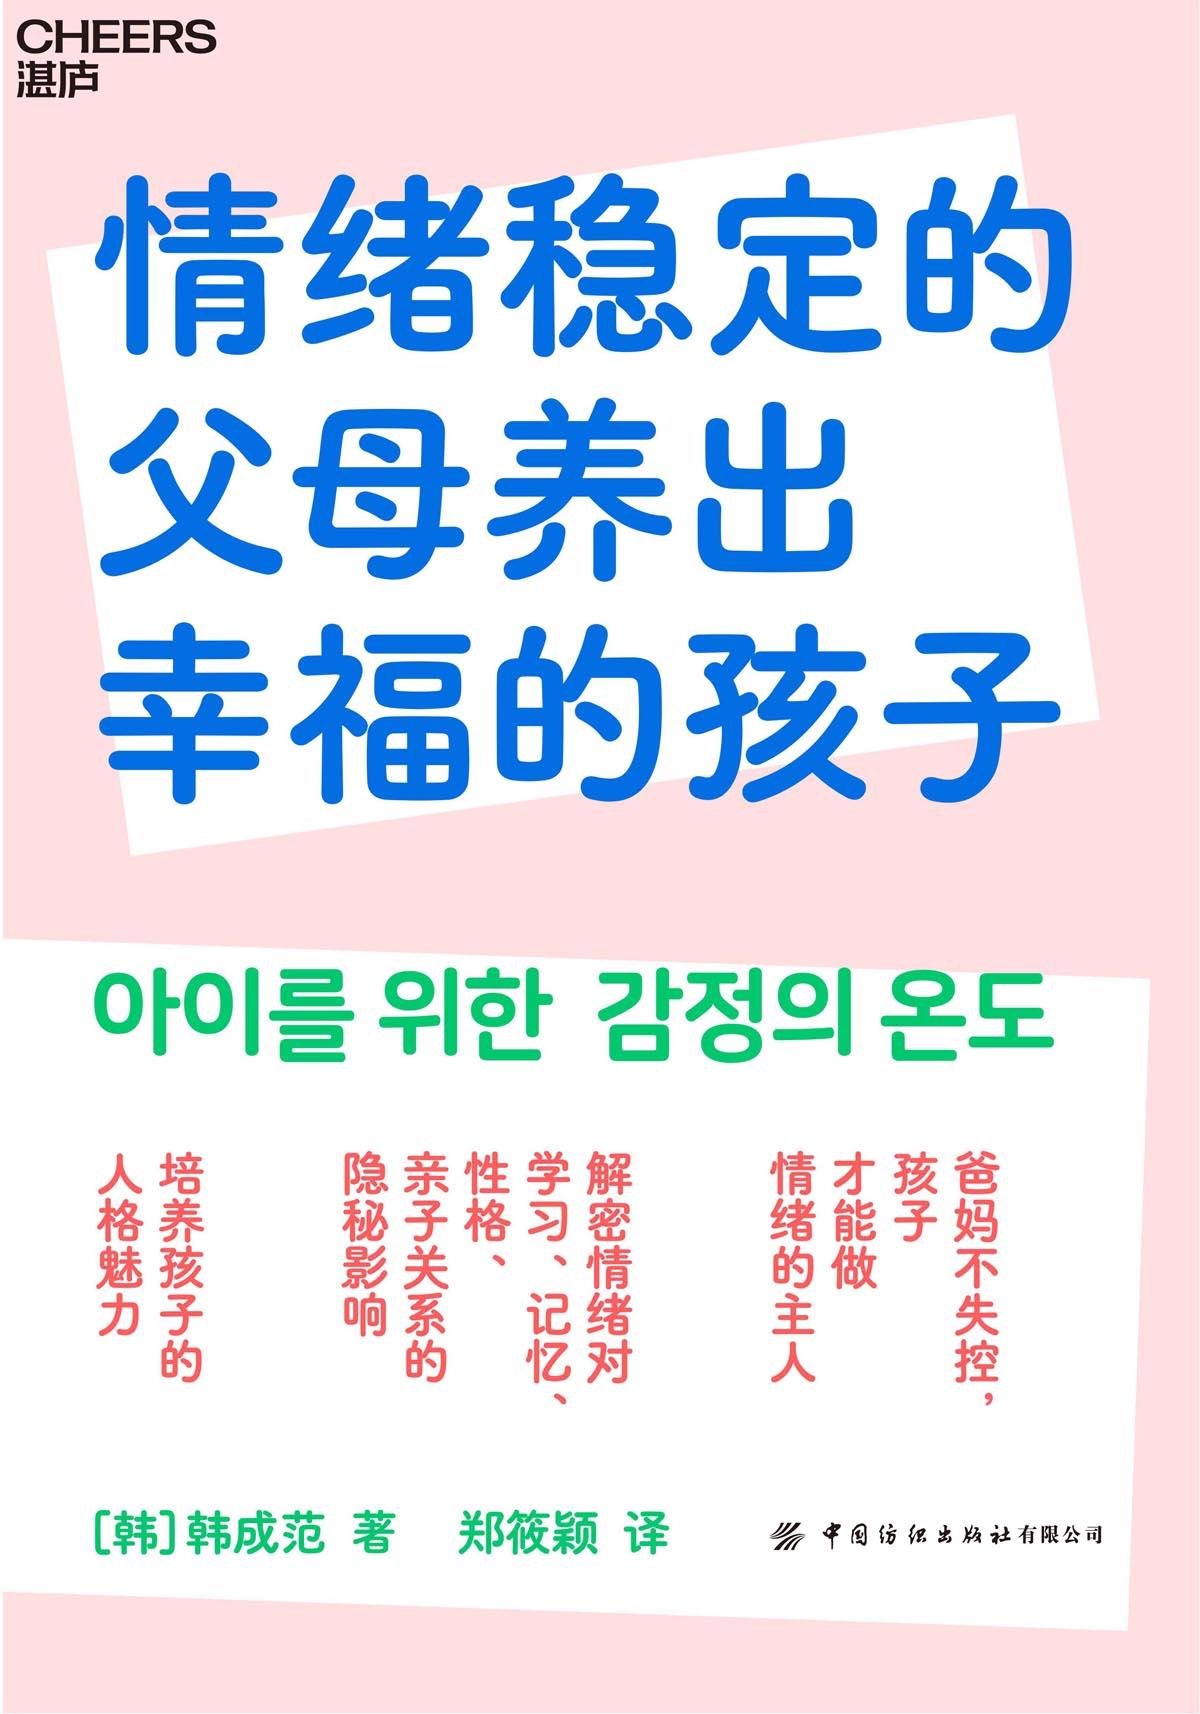 CHEERS
湛庐
情绪稳定的
父母养出
幸福的孩子
아이를 위한 감정의 온도
爸妈不失控，
孩子
才能做
情绪的主人
解密情绪对
学习、记忆、
性格、
亲子关系的
隐秘影响
培养孩子的
人格魅力
[韩]韩成范 著 郑筱颖 译
中国纺织出版社有限公司